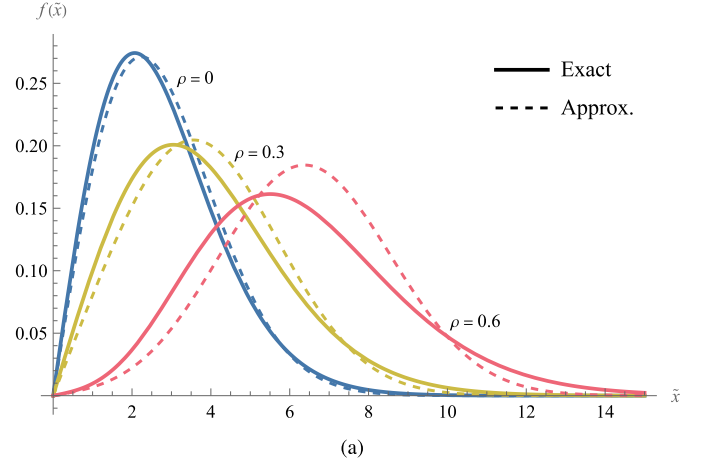 f(x̃)
Exact
Approx.
ρ = 0
ρ = 0.3
ρ = 0.6
0.25
0.20
0.15
0.10
0.05
2 4 6 8 10 12 14
x̃
(a)